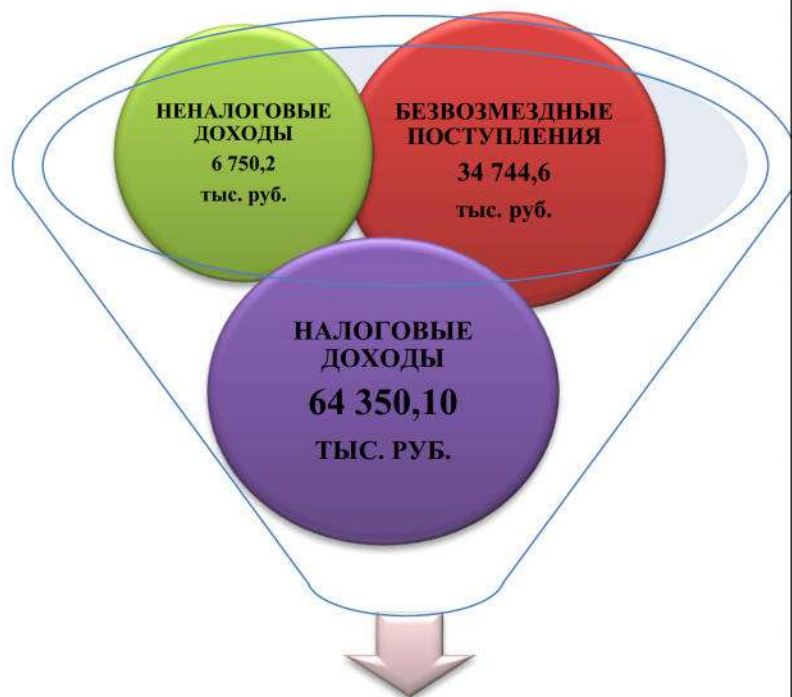 НЕНАЛОГОВЫЕ
ДОХОДЫ
6 750,2
тыс. руб.
БЕЗВОЗМЕЗДНЫЕ
ПОСТУПЛЕНИЯ
34 744,6
тыс. руб.
НАЛОГОВЫЕ
ДОХОДЫ
64 350,10
ТЫС. РУБ.